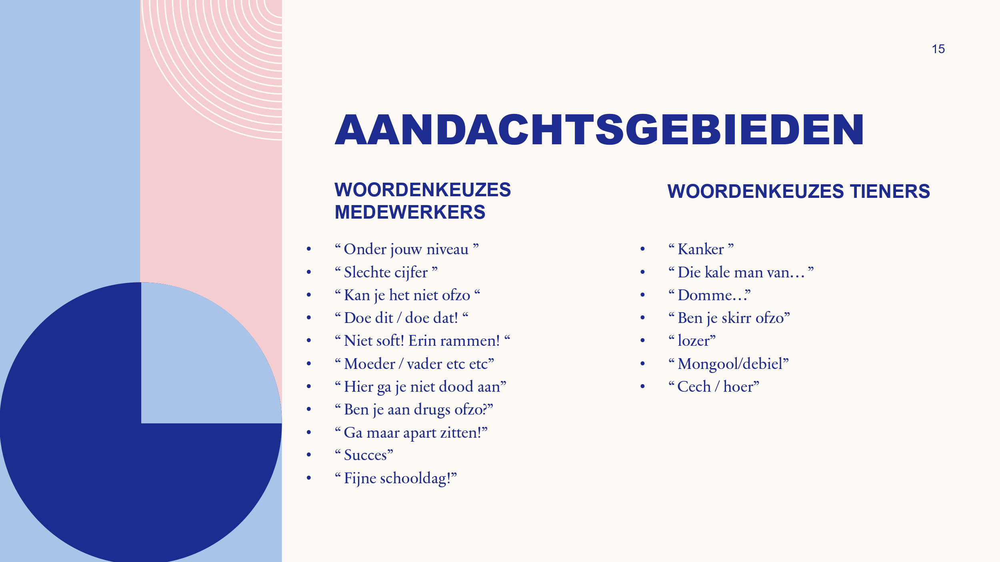 15
AANDACHTSGEBIEDEN
WOORDENKEUZES
MEDEWERKERS
• “ Onder jouw niveau ”
• “ Slechte cijfer ”
• “ Kan je het niet ofzo “
• “ Doe dit / doe dat! “
• “ Niet soft! Erin rammen! “
• “ Moeder / vader etc etc”
• “ Hier ga je niet dood aan”
• “ Ben je aan drugs ofzo?”
• “ Ga maar apart zitten!”
• “ Succes”
• “ Fijne schooldag!”
WOORDENKEUZES TIENERS
• “ Kanker ”
• “ Die kale man van… ”
• “ Domme…”
• “ Ben je skirr ofzo”
• “ lozer”
• “ Mongool/debiel”
• “ Cech / hoer”